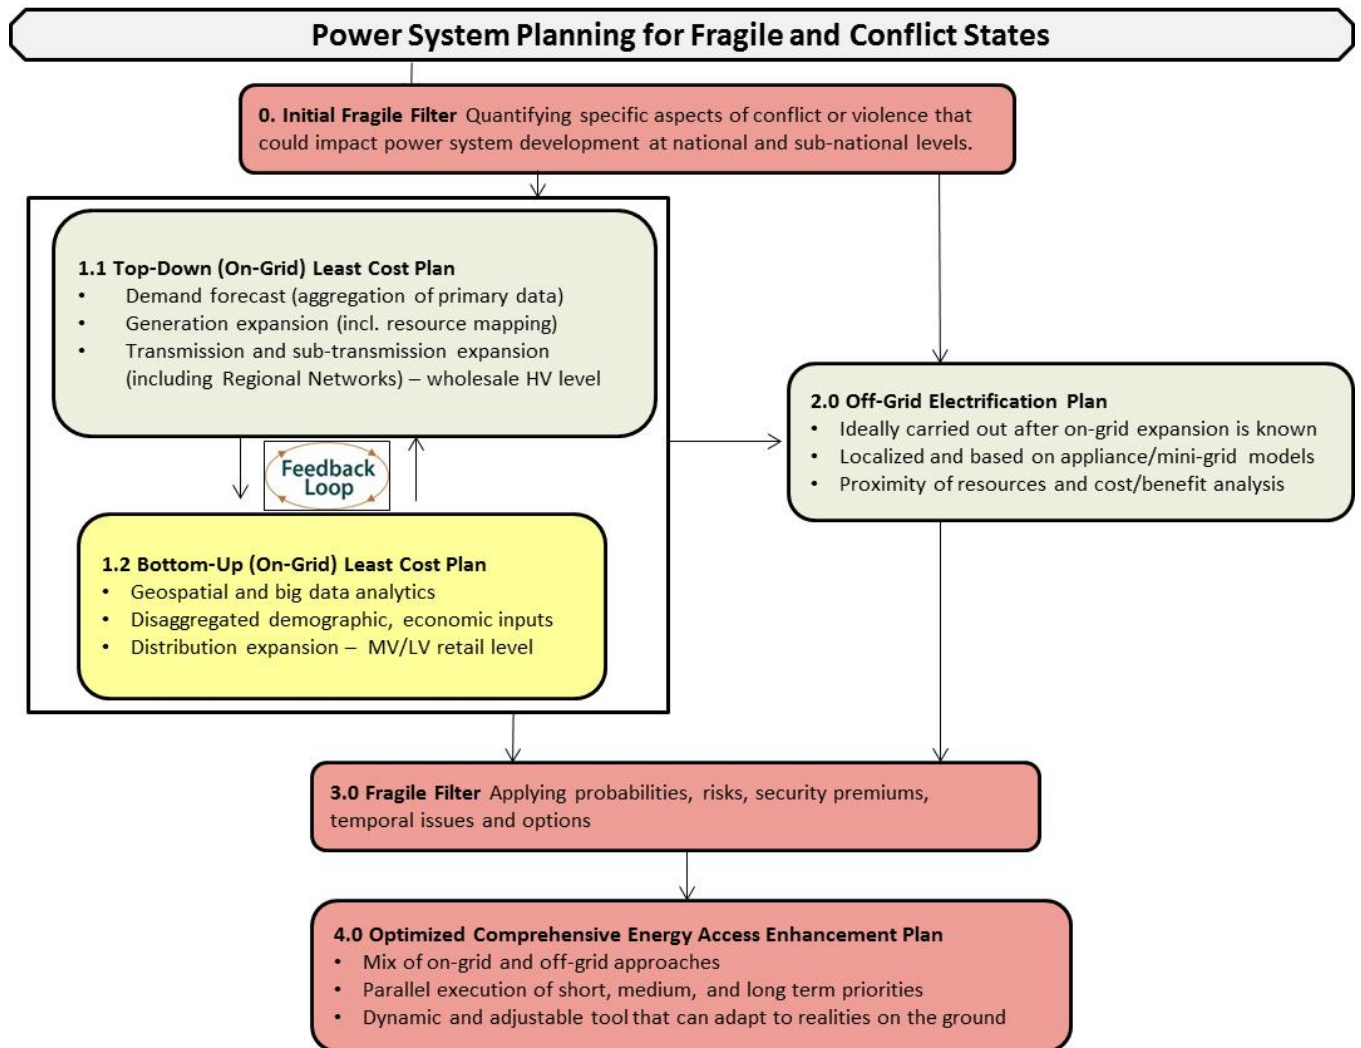 Power System Planning for Fragile and Conflict States
0. Initial Fragile Filter Quantifying specific aspects of conflict or violence that
could impact power system development at national and sub-national levels.
1.1 Top-Down (On-Grid) Least Cost Plan
• Demand forecast (aggregation of primary data)
• Generation expansion (incl. resource mapping)
• Transmission and sub-transmission expansion
(including Regional Networks) – wholesale HV level
Feedback
Loop
1.2 Bottom-Up (On-Grid) Least Cost Plan
• Geospatial and big data analytics
• Disaggregated demographic, economic inputs
• Distribution expansion – MV/LV retail level
2.0 Off-Grid Electrification Plan
• Ideally carried out after on-grid expansion is known
• Localized and based on appliance/mini-grid models
• Proximity of resources and cost/benefit analysis
3.0 Fragile Filter Applying probabilities, risks, security premiums,
temporal issues and options
4.0 Optimized Comprehensive Energy Access Enhancement Plan
• Mix of on-grid and off-grid approaches
• Parallel execution of short, medium, and long term priorities
• Dynamic and adjustable tool that can adapt to realities on the ground